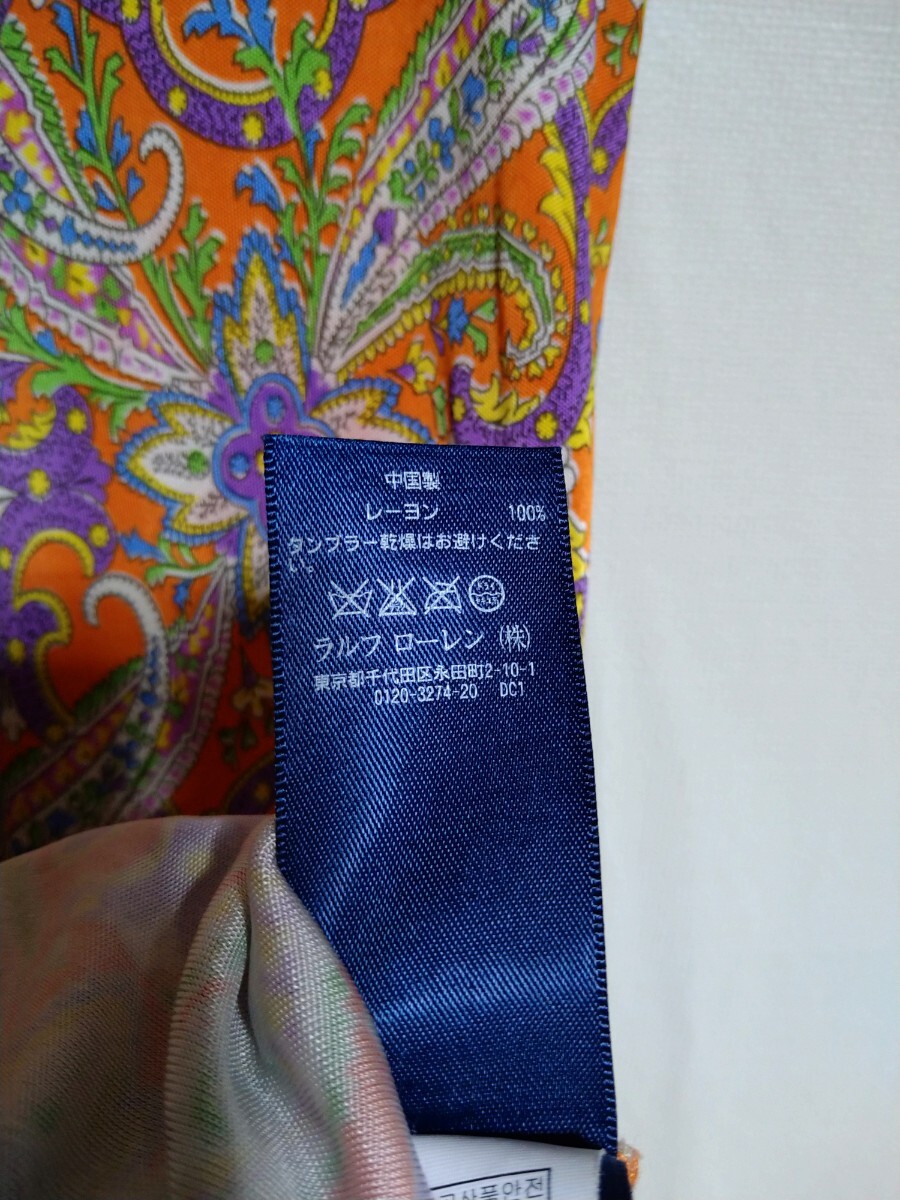 中国製
レーヨン 100%
タンブラー乾燥はお避けくださ
い。
ラルフ ローレン (株)
東京都千代田区永田町2-10-1
0120-3274-20 DC1